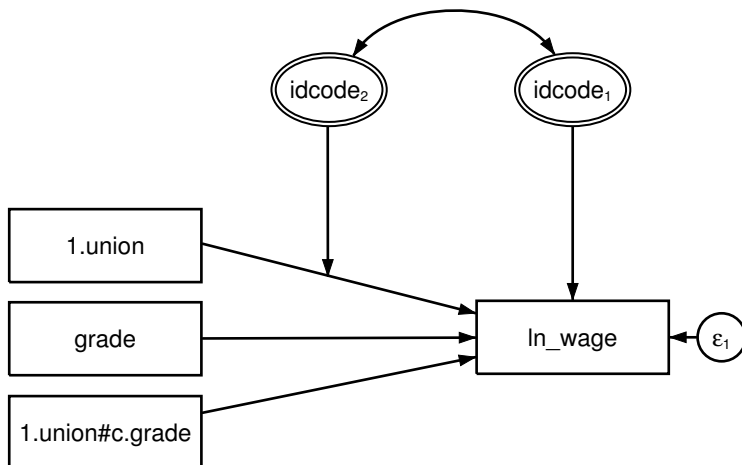 idcode₂
idcode₁
1.union
grade
ln_wage
ε₁
1.union#c.grade